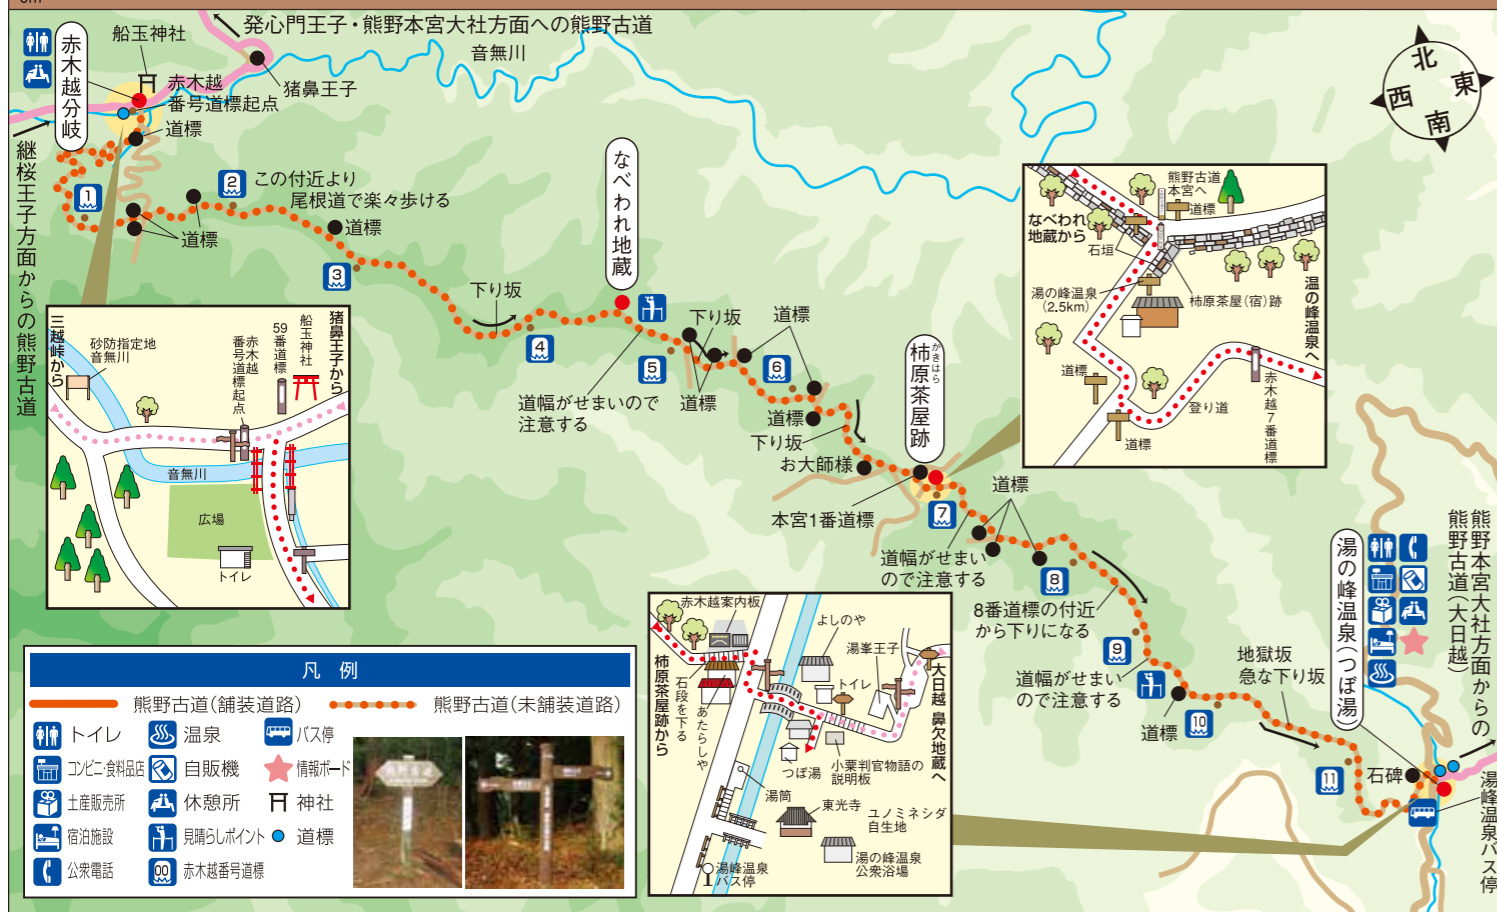 発心門王子・熊野本宮大社方面への熊野古道
音無川
船玉神社
赤木越分岐
猪鼻王子
赤木越
番号道標起点
道標
継桜王子方面からの熊野古道
1
2
この付近より
尾根道で楽々歩ける
道標
道標
3
下り坂
4
なべわれ地蔵
道幅がせまいので
注意する
5
下り坂
道標
道標
6
道標
下り坂
お大師様
かきはら
柿原茶屋跡
本宮1番道標
7
道標
道幅がせまい
ので注意する
8
8番道標の付近
から下りになる
9
道幅がせまい
ので注意する
道標
10
地獄坂
急な下り坂
11
石碑
湯の峰温泉(つぼ湯)
熊野本宮大社方面からの
熊野古道(大日越)
湯峰温泉バス停
北
東
西
南
三越峠から
砂防指定地
音無川
59番道標
赤木越
番号道標起点
船玉神社
猪鼻王子から
音無川
広場
トイレ
熊野古道
本宮へ
道標
なべわれ
地蔵から
石垣
湯の峰温泉
(2.5km)
柿原茶屋(宿)跡
温の峰温泉へ
道標
登り道
道標
赤木越7番道標
赤木越案内板
よしのや
湯峯王子
柿原茶屋跡から
石段を下る
あたらしや
トイレ
大日越 鼻欠地蔵へ
つぼ湯
小栗判官物語の
説明板
湯筒
東光寺
ユノミネシダ
自生地
湯の峰温泉
公衆浴場
湯峰温泉
バス停
凡 例
熊野古道(舗装道路)
熊野古道(未舗装道路)
トイレ
温泉
バス停
コンビニ・食料品店
自販機
情報ボード
土産販売所
休憩所
神社
宿泊施設
見晴らしポイント
道標
公衆電話
00
赤木越番号道標